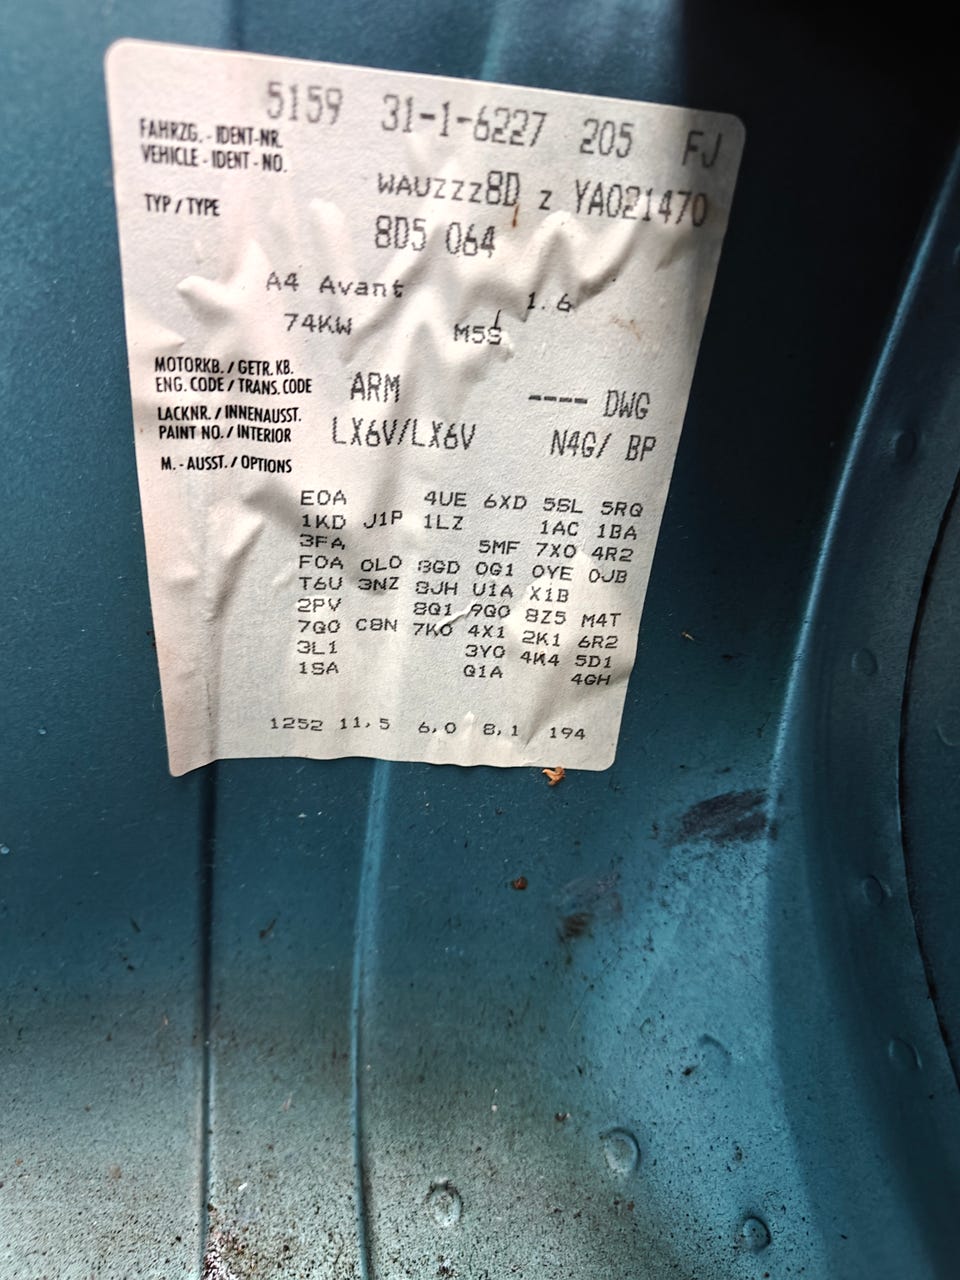 5159 31-1-6227 205 FJ
FAHRZG. - IDENT-NR.
VEHICLE - IDENT - NO. WAUZZZ8D Z YA021470
TYP / TYPE 8D5 064
A4 Avant 1.6
74KW M5S
MOTORKB. / GETR. KB.
ENG. CODE / TRANS. CODE ARM ---- DWG
LACKNR. / INNENAUSST.
PAINT NO. / INTERIOR LX6V/LX6V N4G/ BP
M. - AUSST. / OPTIONS
E0A 4UE 6XD 5SL 5RQ
1KD J1P 1LZ 1AC 1BA
3FA 5MF 7X0 4R2
F0A 0L0 8GD 0G1 0YE 0JB
T6U 3NZ 8JH U1A X1B
2PV 8Q1 9G0 8Z5 M4T
7Q0 C8N 7K0 4X1 2K1 6R2
3L1 3Y0 4K4 5D1
1SA G1A 4GH
1252 11,5 6,0 8,1 194